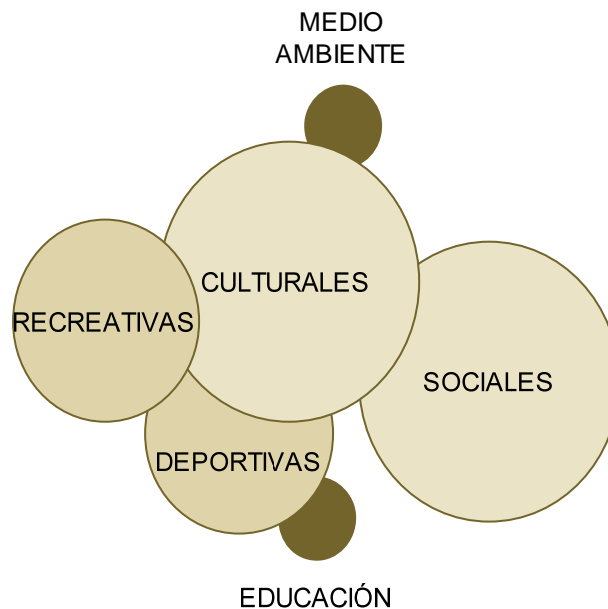 MEDIO
AMBIENTE
CULTURALES
RECREATIVAS
SOCIALES
DEPORTIVAS
EDUCACIÓN